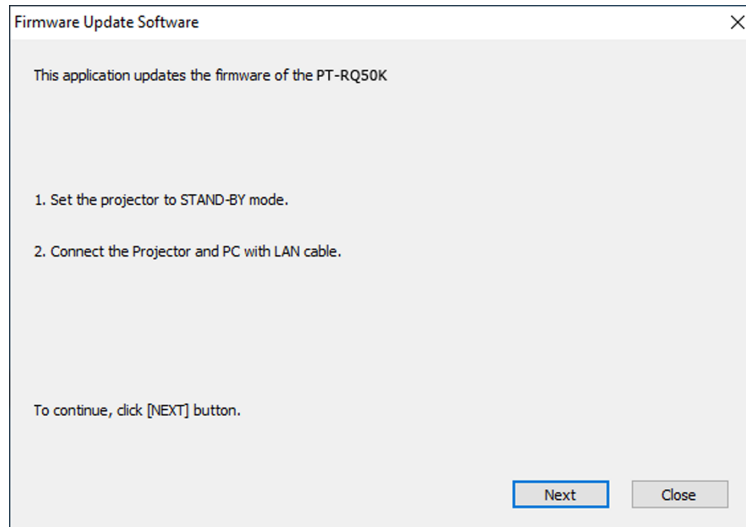 Firmware Update Software
This application updates the firmware of the PT-RQ50K
1. Set the projector to STAND-BY mode.
2. Connect the Projector and PC with LAN cable.
To continue, click [NEXT] button.
Next
Close